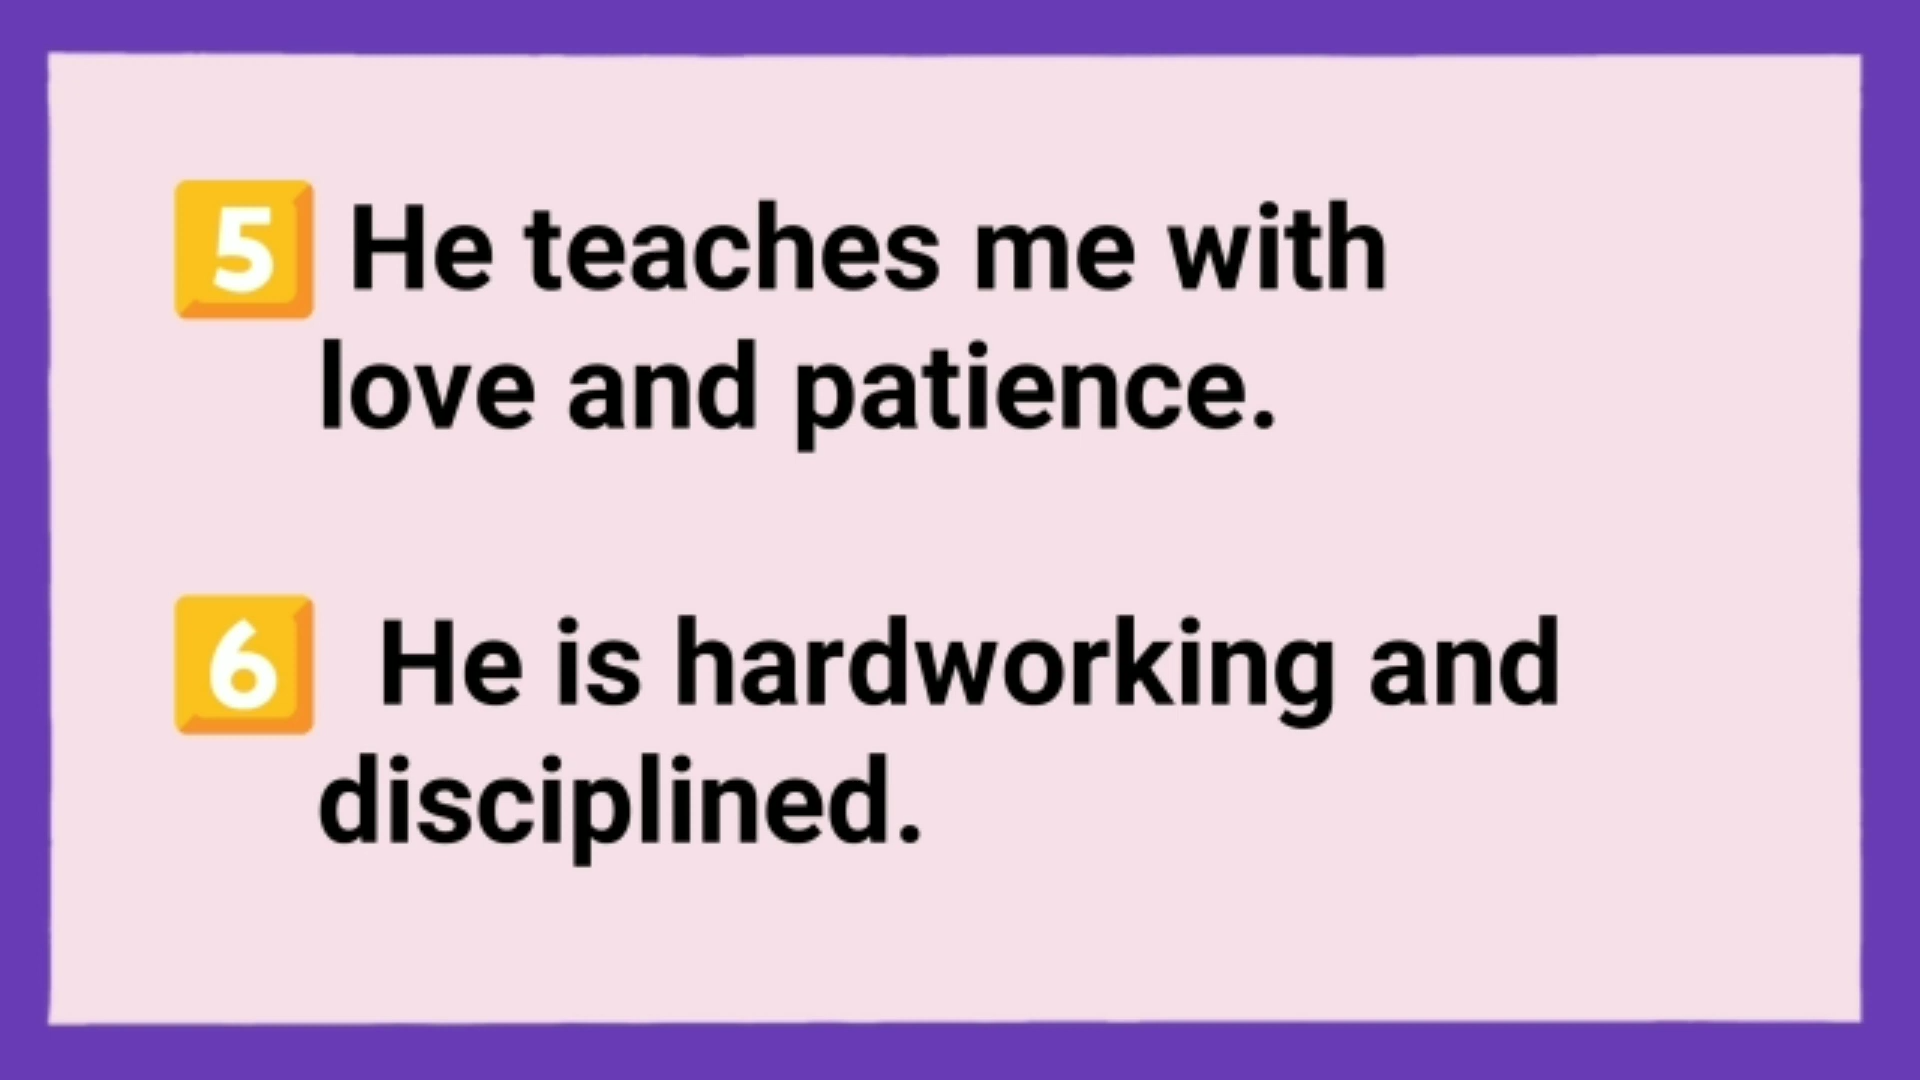 5 He teaches me with
love and patience.
6 He is hardworking and
disciplined.